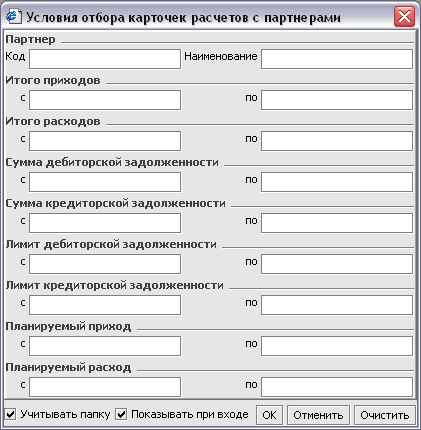 Условия отбора карточек расчетов с партнерами
Партнер
Код Наименование
Итого приходов
с по
Итого расходов
с по
Сумма дебиторской задолженности
с по
Сумма кредиторской задолженности
с по
Лимит дебиторской задолженности
с по
Лимит кредиторской задолженности
с по
Планируемый приход
с по
Планируемый расход
с по
Учитывать папку Показывать при входе OK Отменить Очистить